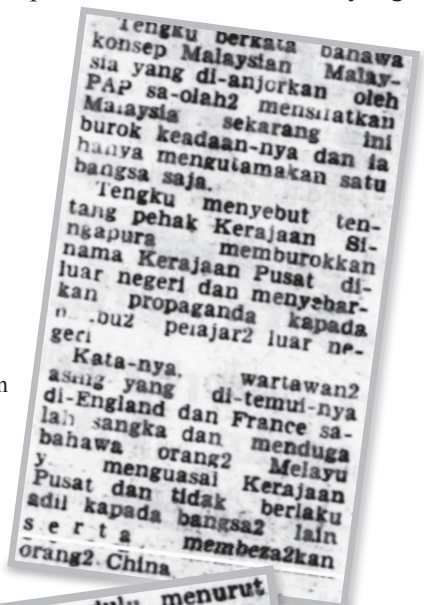 Tengku berkata bahawa
konsep Malaysian Malay-
sia yang di-anjorkan oleh
PAP sa-olah2 mensifatkan
Malaysia sekarang ini
burok keadaan-nya dan ia
hanya mengutamakan satu
bangsa saja.
Tengku menyebut ten-
tang pehak Kerajaan Si-
ngapura memburokkan
nama Kerajaan Pusat di-
luar negeri dan menyebar-
kan propaganda kapada
pelajar2 luar ne-
geri
Kata-nya, wartawan2
asing yang di-temui-nya
di-England dan France sa-
lah sangka dan menduga
bahawa orang2 Melayu
menguasai Kerajaan
Pusat dan tidak berlaku
adil kapada bangsa2 lain
serta membeza2kan
orang2 China
menurut